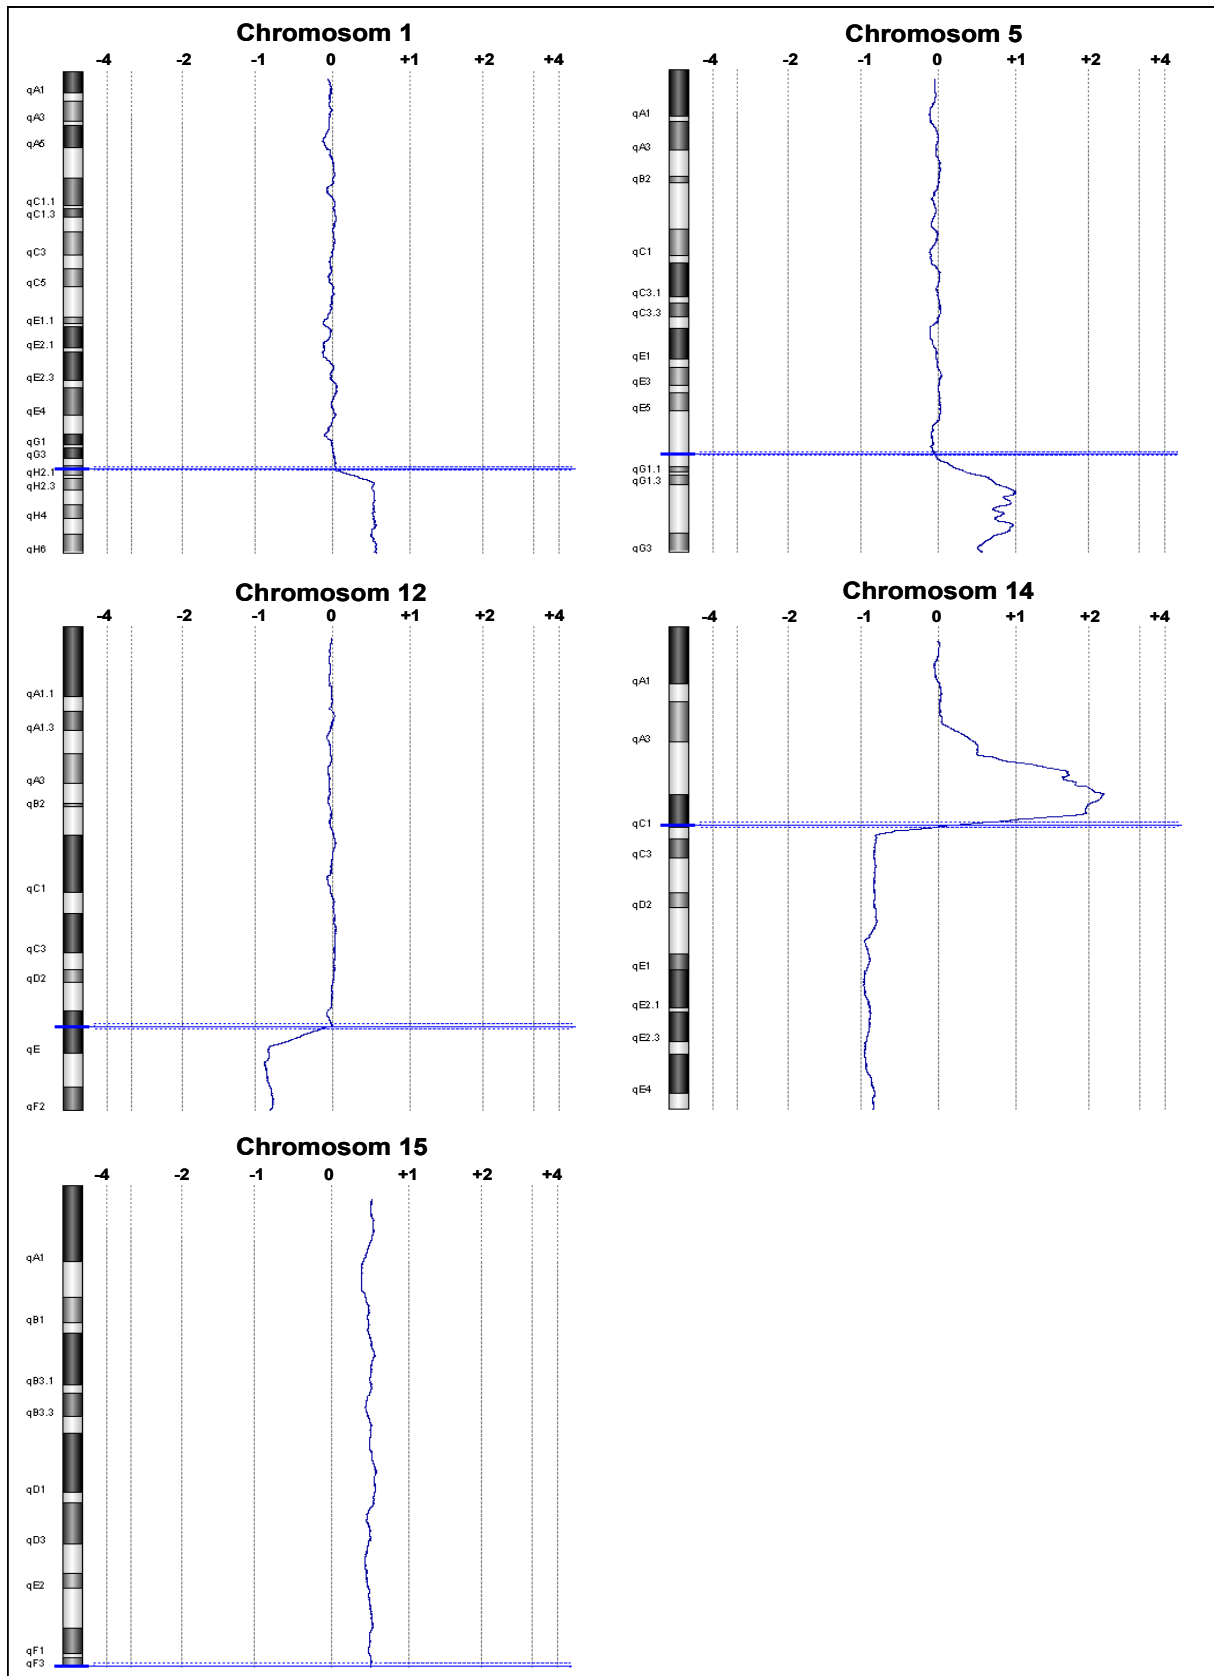 Chromosom 1
-4 -2 -1 0 +1 +2 +4
qA1
qA3
qA5
qC1.1
qC1.3
qC3
qC5
qE1.1
qE2.1
qE2.3
qE4
qG1
qG3
qH2.1
qH2.3
qH4
qH6
Chromosom 5
-4 -2 -1 0 +1 +2 +4
qA1
qA3
qB2
qC1
qC3.1
qC3.3
qE1
qE3
qE5
qG1.1
qG1.3
qG3
Chromosom 12
-4 -2 -1 0 +1 +2 +4
qA1.1
qA1.3
qA3
qB2
qC1
qC3
qD2
qE
qF2
Chromosom 14
-4 -2 -1 0 +1 +2 +4
qA1
qA3
qC1
qC3
qD2
qE1
qE2.1
qE2.3
qE4
Chromosom 15
-4 -2 -1 0 +1 +2 +4
qA1
qB1
qB3.1
qB3.3
qD1
qD3
qE2
qF1
qF3